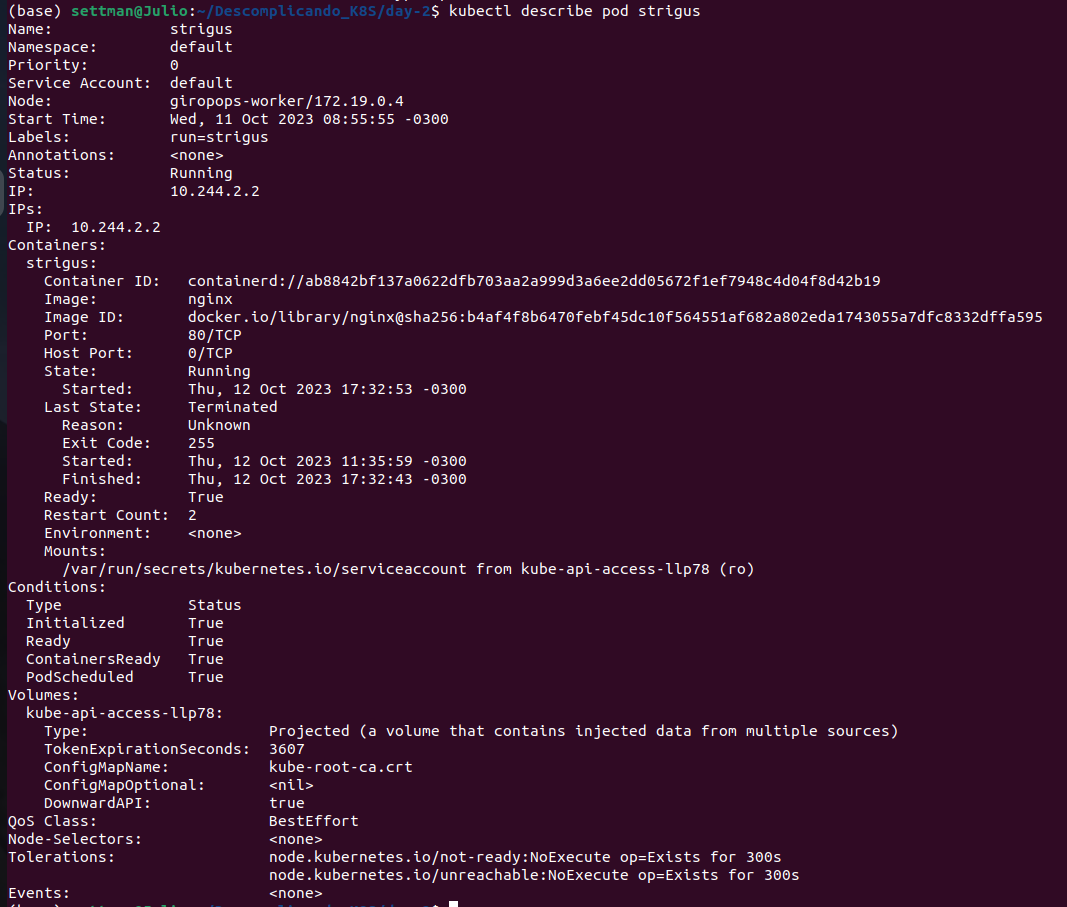 (base) settman@Julio:~/Descomplicando_K8S/day-2$ kubectl describe pod strigus
Name:             strigus
Namespace:        default
Priority:         0
Service Account:  default
Node:             giropops-worker/172.19.0.4
Start Time:       Wed, 11 Oct 2023 08:55:55 -0300
Labels:           run=strigus
Annotations:      <none>
Status:           Running
IP:               10.244.2.2
IPs:
  IP:  10.244.2.2
Containers:
  strigus:
    Container ID:   containerd://ab8842bf137a0622dfb703aa2a999d3a6ee2dd05672f1ef7948c4d04f8d42b19
    Image:          nginx
    Image ID:       docker.io/library/nginx@sha256:b4af4f8b6470febf45dc10f564551af682a802eda1743055a7dfc8332dffa595
    Port:           80/TCP
    Host Port:      0/TCP
    State:          Running
      Started:      Thu, 12 Oct 2023 17:32:53 -0300
    Last State:     Terminated
      Reason:       Unknown
      Exit Code:    255
      Started:      Thu, 12 Oct 2023 11:35:59 -0300
      Finished:     Thu, 12 Oct 2023 17:32:43 -0300
    Ready:          True
    Restart Count:  2
    Environment:    <none>
    Mounts:
      /var/run/secrets/kubernetes.io/serviceaccount from kube-api-access-llp78 (ro)
Conditions:
  Type              Status
  Initialized       True
  Ready             True
  ContainersReady   True
  PodScheduled      True
Volumes:
  kube-api-access-llp78:
    Type:                    Projected (a volume that contains injected data from multiple sources)
    TokenExpirationSeconds:  3607
    ConfigMapName:           kube-root-ca.crt
    ConfigMapOptional:       <nil>
    DownwardAPI:             true
QoS Class:                   BestEffort
Node-Selectors:              <none>
Tolerations:                 node.kubernetes.io/not-ready:NoExecute op=Exists for 300s
                             node.kubernetes.io/unreachable:NoExecute op=Exists for 300s
Events:                      <none>